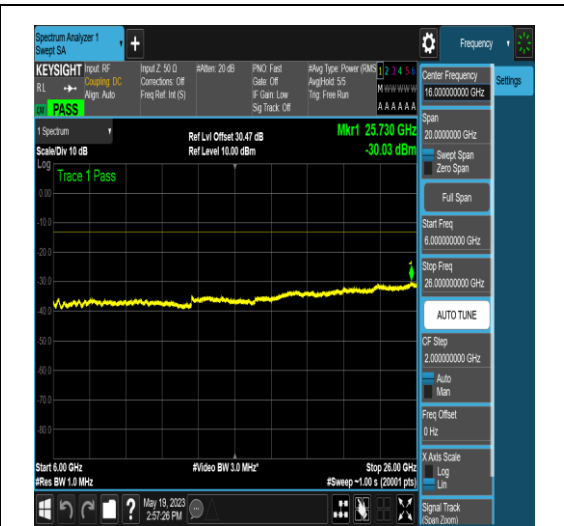 Spectrum Analyzer 1
Swept SA
+
Frequency
KEYSIGHT
RL
PASS
Input: RF
Coupling: DC
Align: Auto
Input Z: 50 Ω
Corrections: Off
Freq Ref: Int (S)
#Atten: 20 dB
PNO: Fast
Gate: Off
IF Gain: Low
Sig Track: Off
#Avg Type: Power (RMS
Avg|Hold: 5/5
Trig: Free Run
1 2 3 4 5 6
M W W W W W
A A A A A A
Center Frequency
16.000000000 GHz
Settings
Span
20.0000000 GHz
Swept Span
Zero Span
Full Span
Start Freq
6.000000000 GHz
Stop Freq
26.000000000 GHz
AUTO TUNE
CF Step
2.000000000 GHz
Auto
Man
Freq Offset
0 Hz
X Axis Scale
Log
Lin
Signal Track
(Span Zoom)
1 Spectrum
Scale/Div 10 dB
Ref Lvl Offset 30.47 dB
Ref Level 10.00 dBm
Mkr1 25.730 GHz
-30.03 dBm
Log
Trace 1 Pass
0.00
-10.0
-20.0
-30.0
-40.0
-50.0
-60.0
-70.0
-80.0
1
Start 6.00 GHz
#Res BW 1.0 MHz
#Video BW 3.0 MHz*
Stop 26.00 GHz
#Sweep ~1.00 s (20001 pts)
?
May 19, 2023
2:57:26 PM